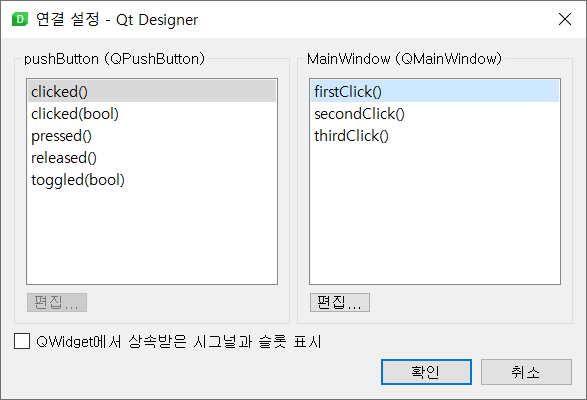 연결 설정 - Qt Designer
pushButton (QPushButton)
clicked()
clicked(bool)
pressed()
released()
toggled(bool)
편집...
MainWindow (QMainWindow)
firstClick()
secondClick()
thirdClick()
편집...
QWidget에서 상속받은 시그널과 슬롯 표시
확인
취소